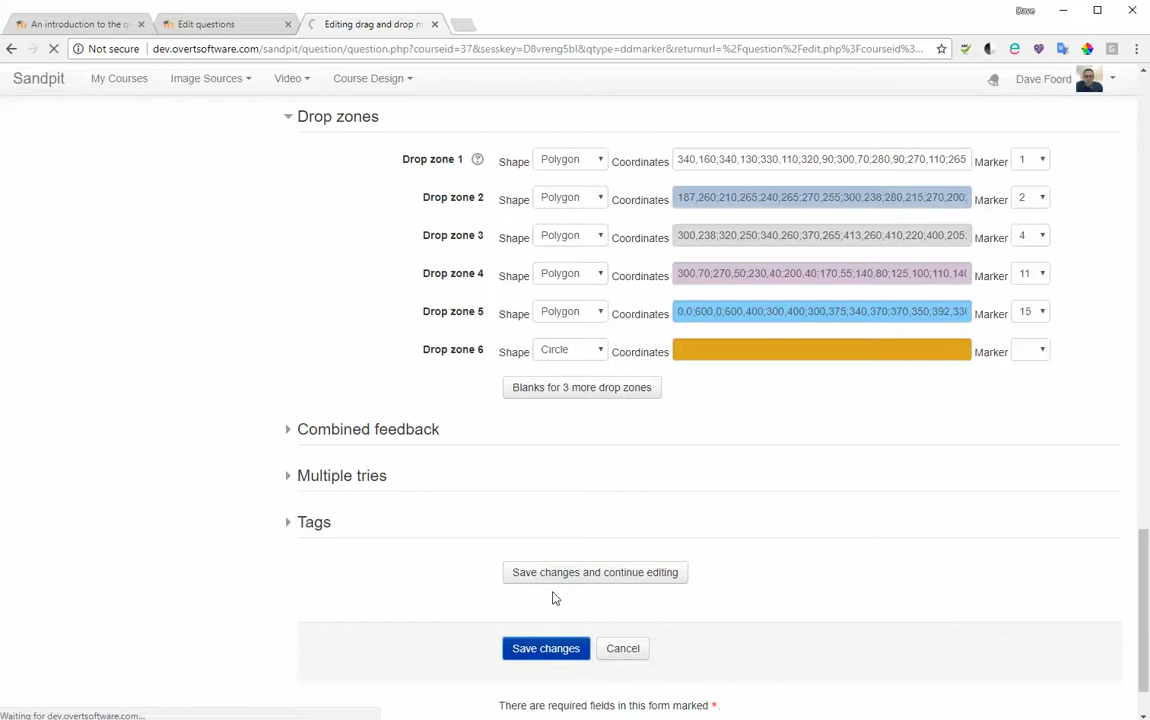 An introduction to the q
Edit questions
Editing drag and drop m
Dave
Not secure
dev.overtsoftware.com/sandpit/question/question.php?courseid=37&sesskey=D8vreng5bl&qtype=ddmarker&returnurl=%2Fquestion%2Fedit.php%3Fcourseid%3...
Sandpit
My Courses
Image Sources
Video
Course Design
Dave Foord
Drop zones
Drop zone 1 Shape Polygon Coordinates 340,160;340,130;330,110;320,90;300,70;280,90;270,110;265 Marker 1
Drop zone 2 Shape Polygon Coordinates 187,260;210,265;240,265;270,255;300,238;280,215;270,200; Marker 2
Drop zone 3 Shape Polygon Coordinates 300,238;320,250;340,260;370,265;413,260;410,220;400,205; Marker 4
Drop zone 4 Shape Polygon Coordinates 300,70;270,50;230,40;200,40;170,55;140,80;125,100;110,140 Marker 11
Drop zone 5 Shape Polygon Coordinates 0,0;600,0;600,400;300,400;300,375;340,370;370,350;392,330 Marker 15
Drop zone 6 Shape Circle Coordinates Marker
Blanks for 3 more drop zones
Combined feedback
Multiple tries
Tags
Save changes and continue editing
Save changes
Cancel
There are required fields in this form marked *.
Waiting for dev.overtsoftware.com...